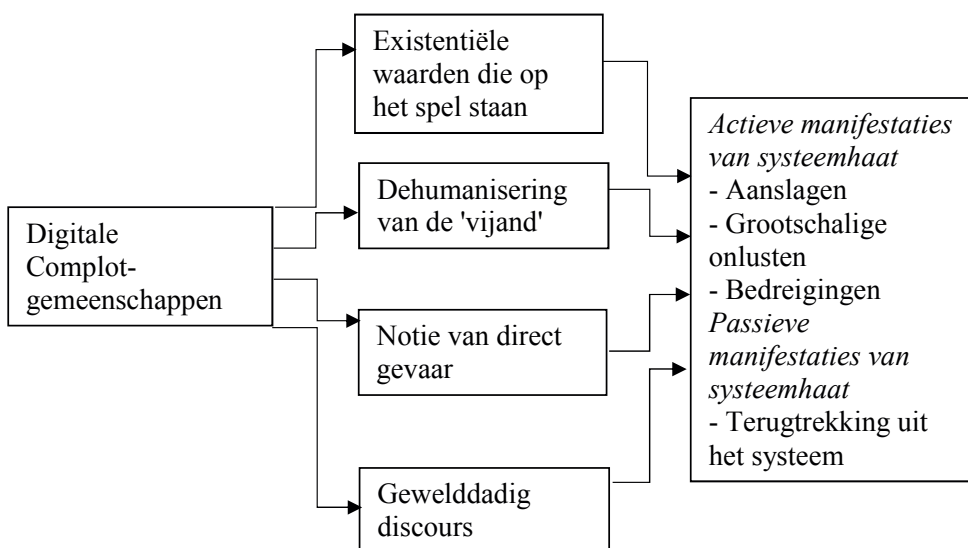 Digitale
Complot-
gemeenschappen
Existentiële
waarden die op
het spel staan
Dehumanisering
van de 'vijand'
Notie van direct
gevaar
Gewelddadig
discours
Actieve manifestaties
van systeemhaat
- Aanslagen
- Grootschalige
onlusten
- Bedreigingen
Passieve
manifestaties van
systeemhaat
- Terugtrekking uit
het systeem